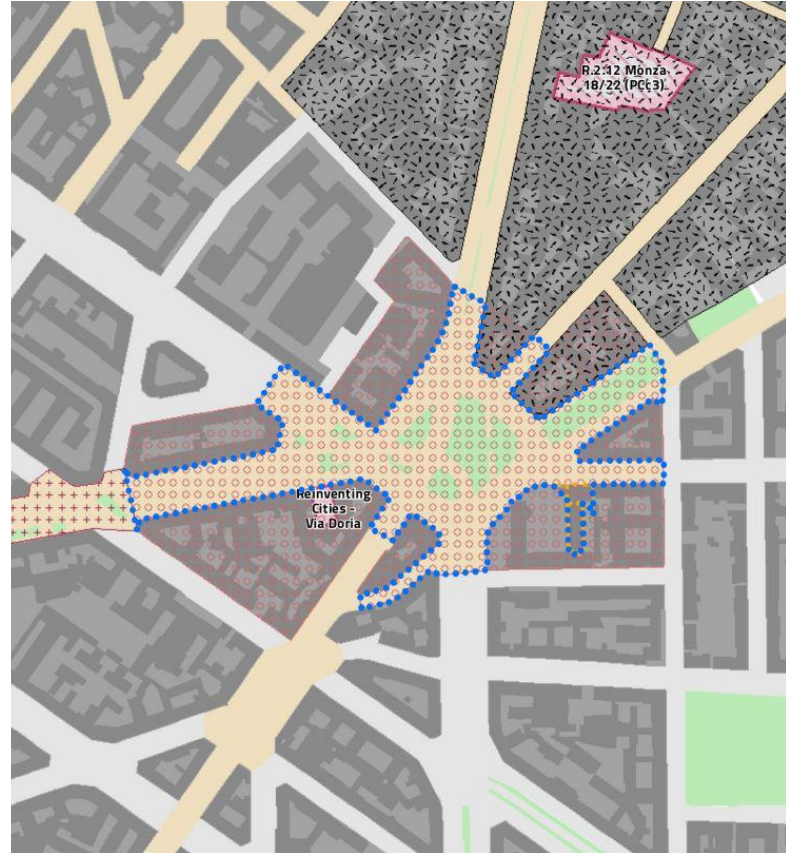 R.2.12 Monza
18/22 (PCc3)
Reinventing
Cities -
Via Doria